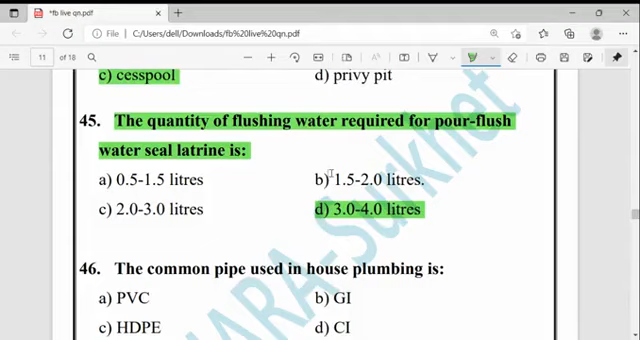 *fb live qn.pdf
File | C:/Users/dell/Downloads/fb%20live%20qn.pdf
11 of 18
c) cesspool d) privy pit
45. The quantity of flushing water required for pour-flush
water seal latrine is:
a) 0.5-1.5 litres b) 1.5-2.0 litres.
c) 2.0-3.0 litres d) 3.0-4.0 litres
46. The common pipe used in house plumbing is:
a) PVC b) GI
c) HDPE d) CI
HARA-Surkhet